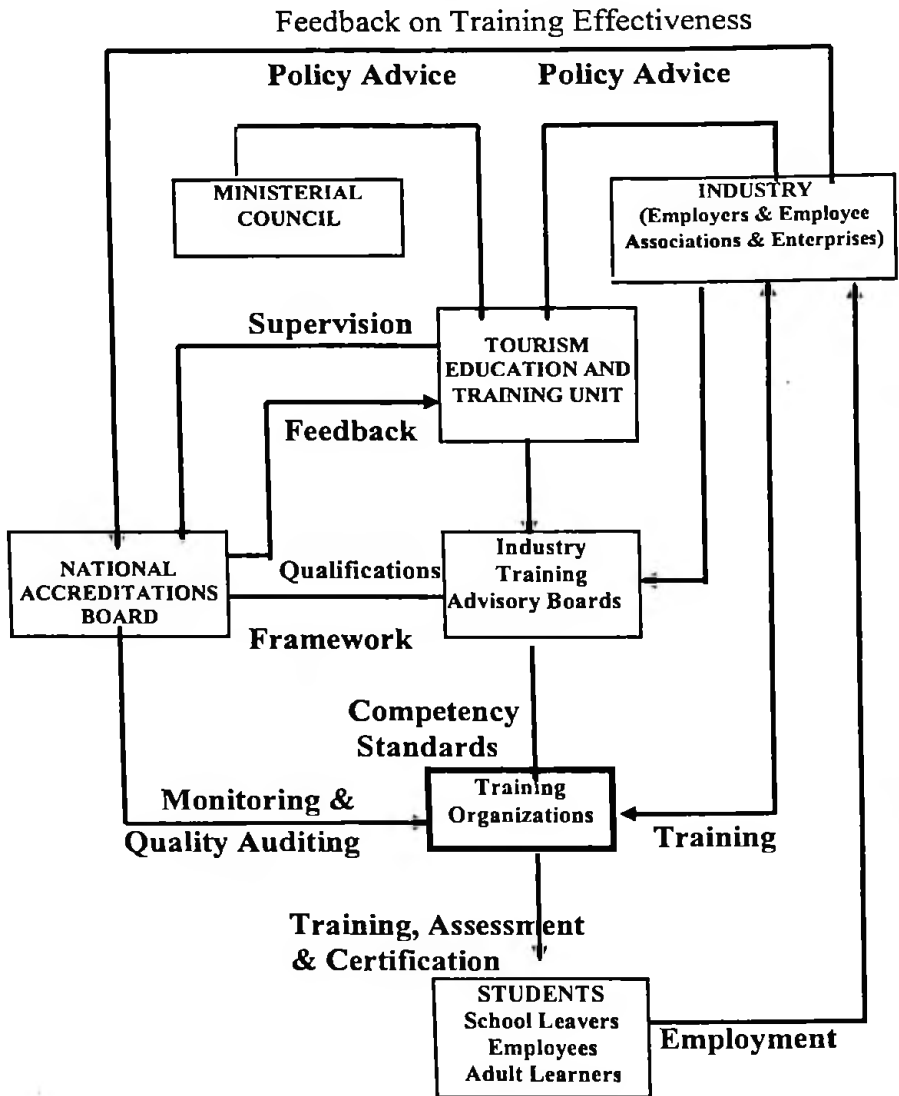 Feedback on Training Effectiveness
Policy Advice
Policy Advice
MINISTERIAL
COUNCIL
INDUSTRY
(Employers & Employee
Associations & Enterprises)
Supervision
TOURISM
EDUCATION AND
TRAINING UNIT
Feedback
NATIONAL
ACCREDITATIONS
BOARD
Qualifications
Framework
Industry
Training
Advisory Boards
Competency
Standards
Monitoring &
Quality Auditing
Training
Organizations
Training
Training, Assessment
& Certification
STUDENTS
School Leavers
Employees
Adult Learners
Employment